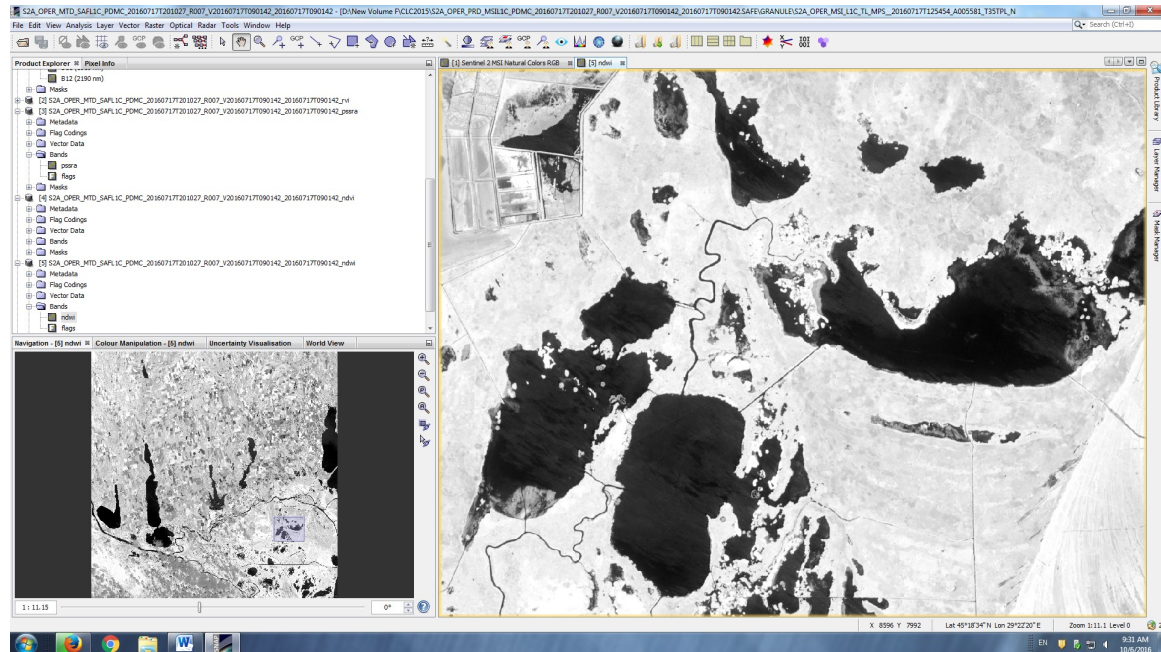 S2A_OPER_MTD_SAFL1C_PDMC_20160717T201027_R007_V20160717T090142_20160717T090142 - [D:\New Volume F\CLC2015\S2A_OPER_PRD_MSIL1C_PDMC_20160717T201027_R007_V20160717T090142_20160717T090142.SAFE\GRANULE\S2A_OPER_MSI_L1C_TL_MPS__20160717T125454_A005581_T35TPL_N
File Edit View Analysis Layer Vector Raster Optical Radar Tools Window Help
Search (Ctrl+I)
GCP
GCP
GCP
Product Explorer Pixel Info
[1] Sentinel 2 MSI Natural Colors RGB [5] ndwi
B12 (2190 nm)
Masks
[2] S2A_OPER_MTD_SAFL1C_PDMC_20160717T201027_R007_V20160717T090142_20160717T090142_rvi
[3] S2A_OPER_MTD_SAFL1C_PDMC_20160717T201027_R007_V20160717T090142_20160717T090142_pssra
Metadata
Flag Codings
Vector Data
Bands
pssra
flags
Masks
[4] S2A_OPER_MTD_SAFL1C_PDMC_20160717T201027_R007_V20160717T090142_20160717T090142_ndvi
Metadata
Flag Codings
Vector Data
Bands
Masks
[5] S2A_OPER_MTD_SAFL1C_PDMC_20160717T201027_R007_V20160717T090142_20160717T090142_ndwi
Metadata
Flag Codings
Vector Data
Bands
ndwi
flags
Product Library
Layer Manager
Mask Manager
Navigation - [5] ndwi Colour Manipulation - [5] ndwi Uncertainty Visualisation World View
1 : 11.15
0°
X 8596 Y 7992 Lat 45°18'34" N Lon 29°22'20" E Zoom 1:11.1 Level 0
EN
9:31 AM
10/6/2016